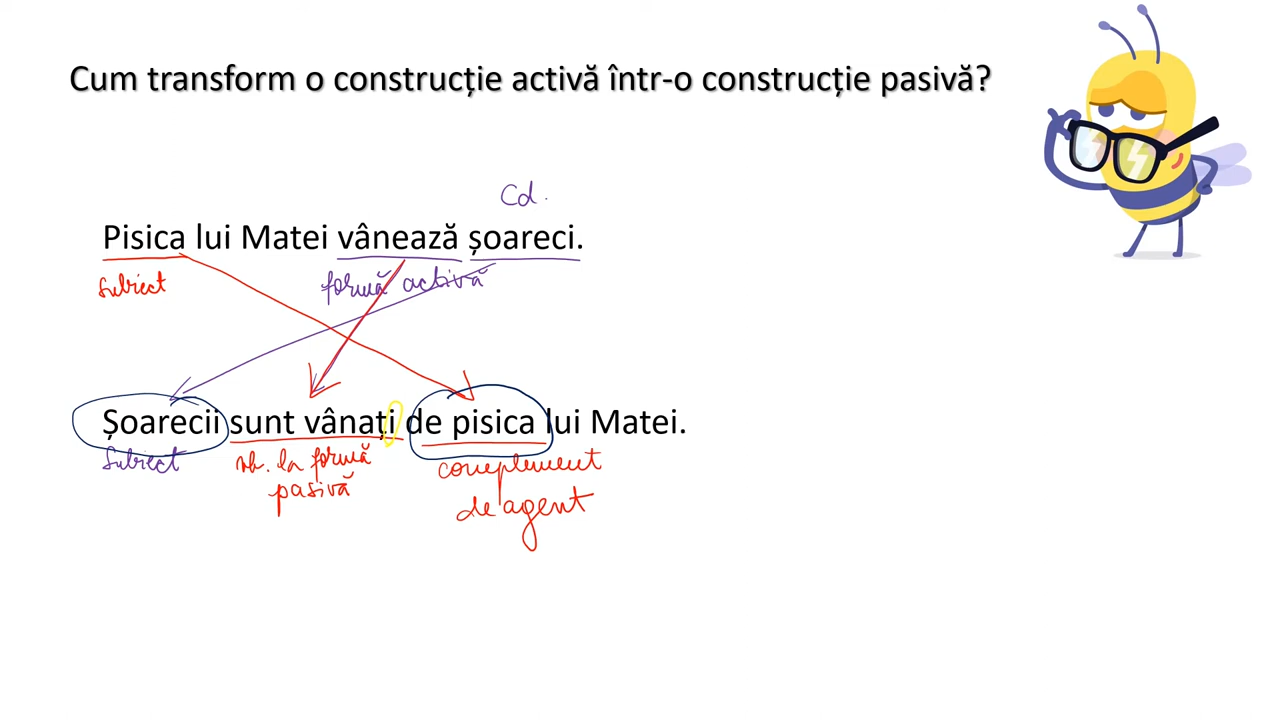 Cum transform o construcție activă într-o construcție pasivă?
Cd.
Pisica lui Matei vânează șoareci.
subiect formă activă
Șoarecii sunt vânați de pisica lui Matei.
subiect vb. la formă complement
pasivă de agent